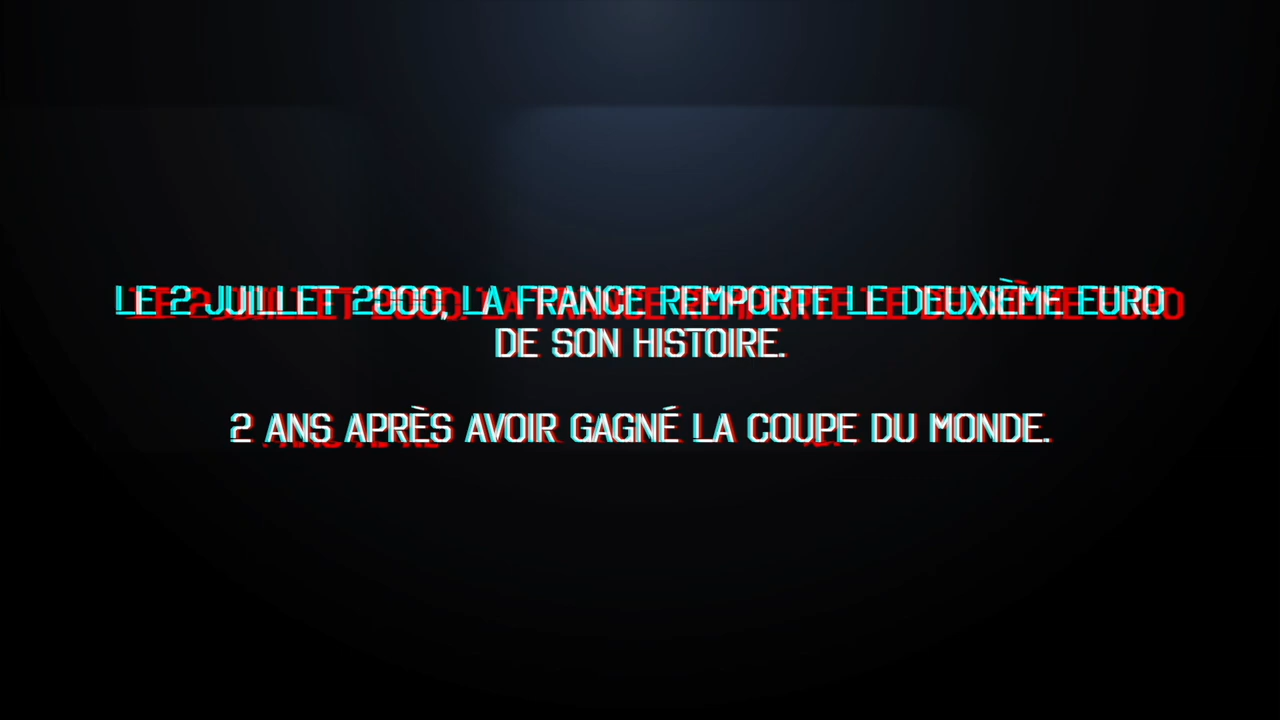 LE 2 JUILLET 2000, LA FRANCE REMPORTE LE DEUXIÈME EURO
DE SON HISTOIRE.
2 ANS APRÈS AVOIR GAGNÉ LA COUPE DU MONDE.